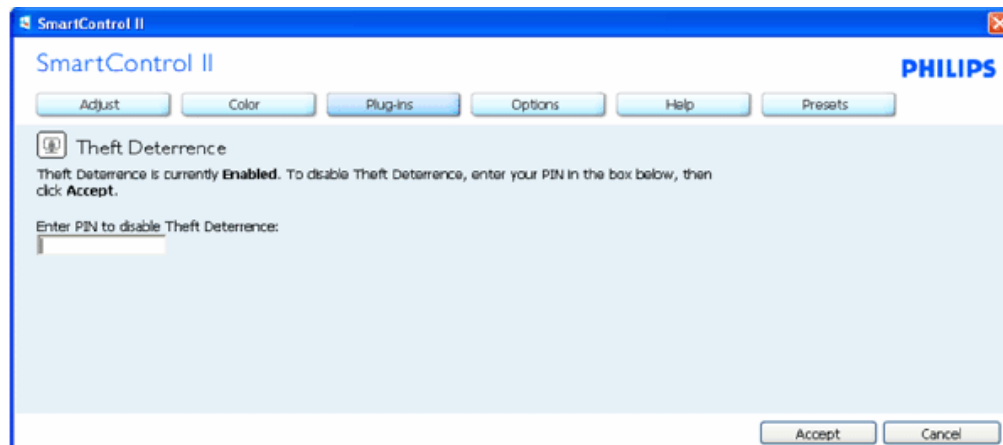 SmartControl II
SmartControl II
PHILIPS
Adjust Color Plug-ins Options Help Presets
Theft Deterrence
Theft Deterrence is currently Enabled. To disable Theft Deterrence, enter your PIN in the box below, then
click Accept.
Enter PIN to disable Theft Deterrence:
Accept Cancel